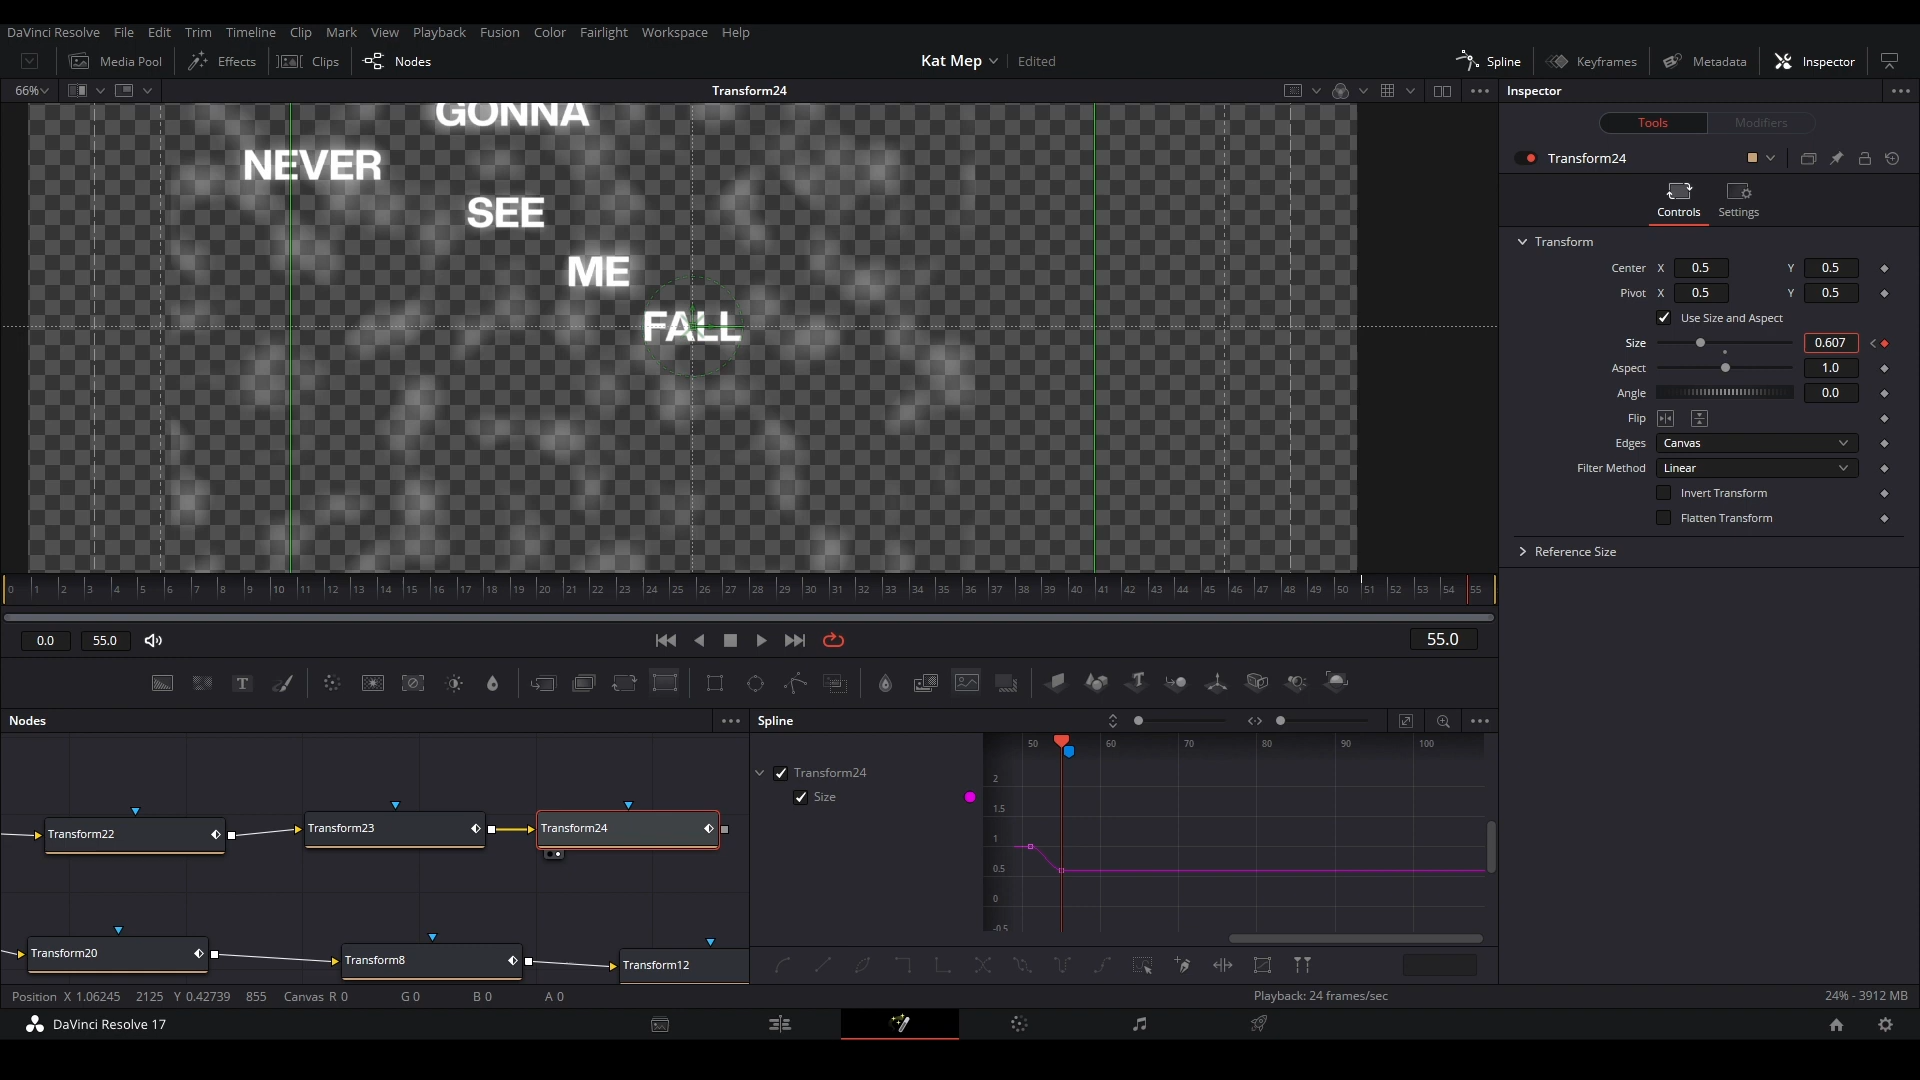 DaVinci Resolve File Edit Trim Timeline Clip Mark View Playback Fusion Color Fairlight Workspace Help
Media Pool Effects Clips Nodes Kat Mep Edited Spline Keyframes Metadata Inspector
66% Transform24 Inspector
Tools Modifiers
Transform24
Controls Settings
Transform
Center X 0.5 Y 0.5
Pivot X 0.5 Y 0.5
Use Size and Aspect
Size 0.607
Aspect 1.0
Angle 0.0
Flip
Edges Canvas
Filter Method Linear
Invert Transform
Flatten Transform
Reference Size
GONNA
NEVER
SEE
ME
FALL
0 1 2 3 4 5 6 7 8 9 10 11 12 13 14 15 16 17 18 19 20 21 22 23 24 25 26 27 28 29 30 31 32 33 34 35 36 37 38 39 40 41 42 43 44 45 46 47 48 49 50 51 52 53 54 55
0.0 55.0 55.0
Nodes Spline
50 60 70 80 90 100
Transform24
Size
2
1.5
1
0.5
0
-0.5
Transform22 Transform23 Transform24
Transform20 Transform8 Transform12
Position X 1.06245 2125 Y 0.42739 855 Canvas R 0 G 0 B 0 A 0 Playback: 24 frames/sec 24% - 3912 MB
DaVinci Resolve 17